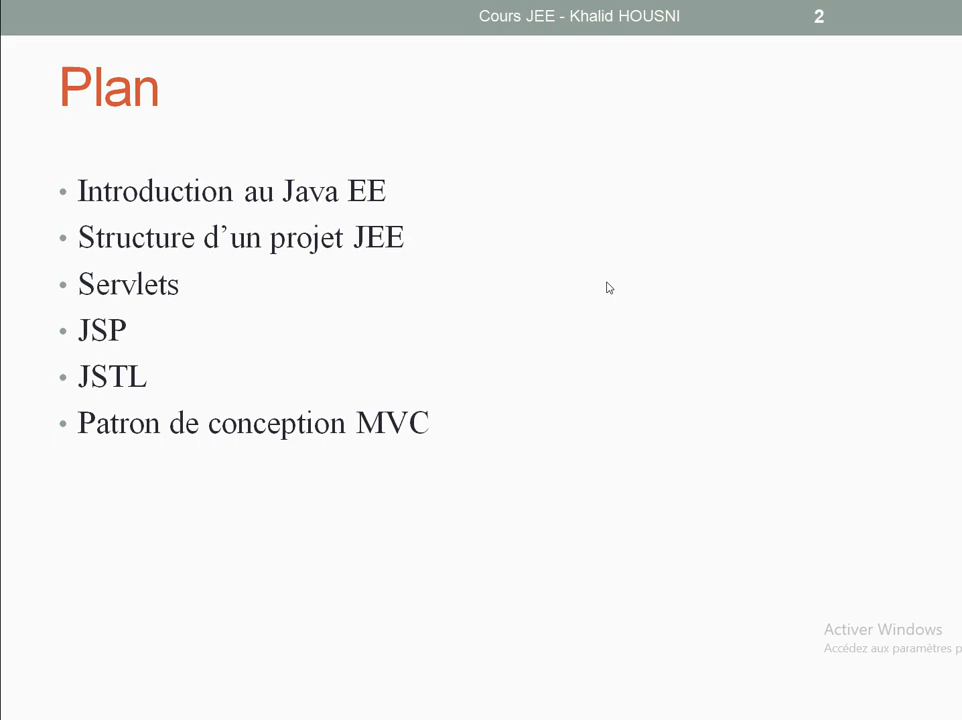 Cours JEE - Khalid HOUSNI 2
Plan
• Introduction au Java EE
• Structure d’un projet JEE
• Servlets
• JSP
• JSTL
• Patron de conception MVC
Activer Windows
Accédez aux paramètres p